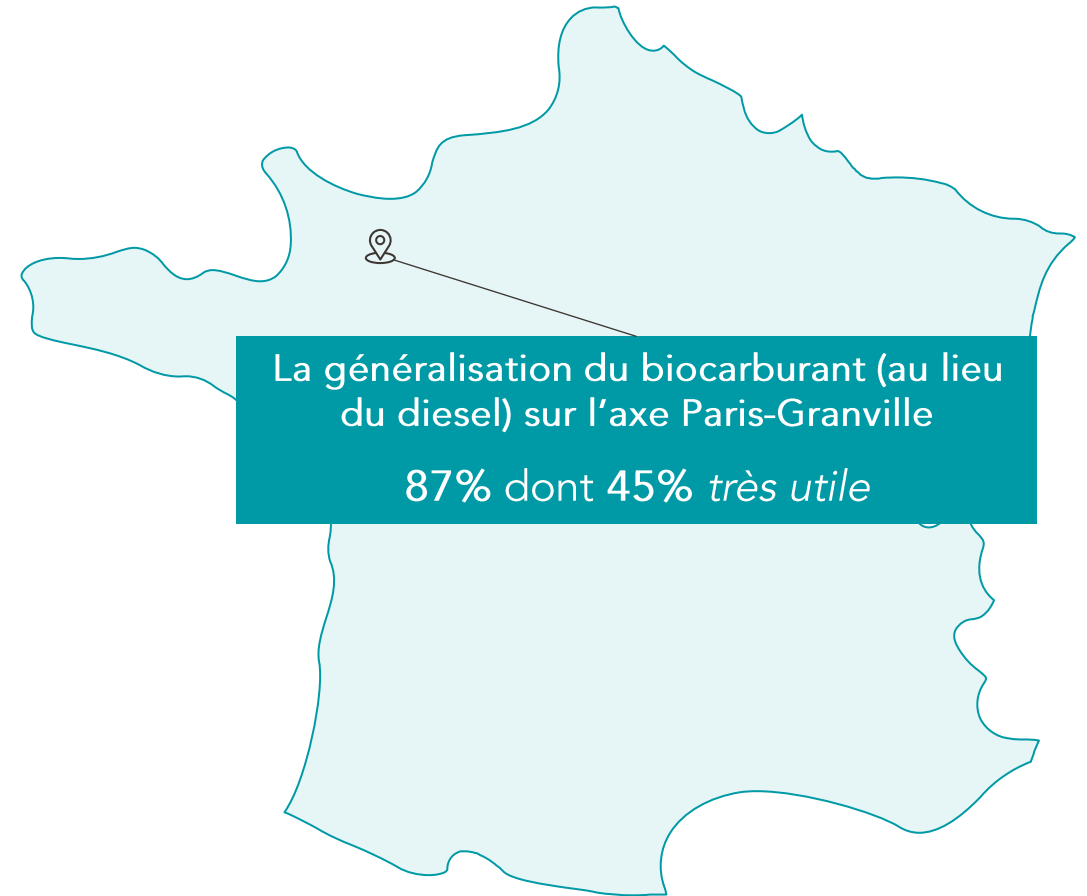 La généralisation du biocarburant (au lieu
du diesel) sur l’axe Paris-Granville
87% dont 45% très utile